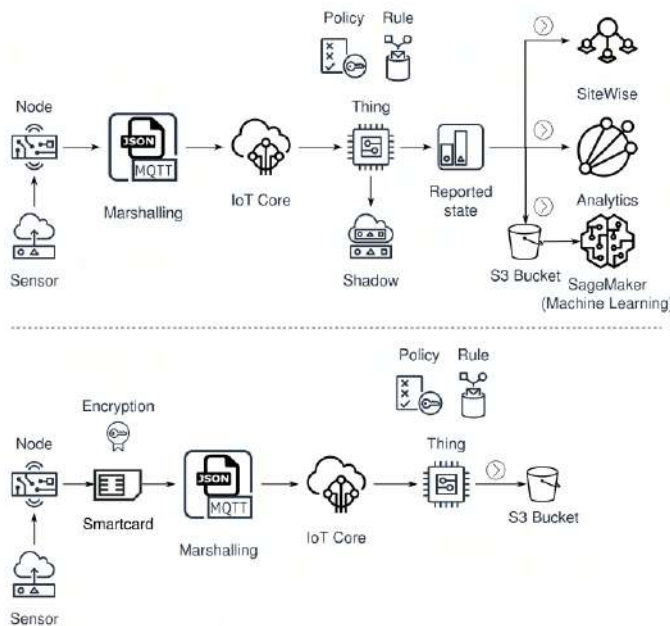 Policy Rule
Node
Thing
SiteWise
JSON
MQTT
Marshalling
IoT Core
Reported
state
Analytics
Sensor
Shadow
S3 Bucket
SageMaker
(Machine Learning)
Policy Rule
Encryption
Node
Thing
JSON
MQTT
Smartcard
Marshalling
IoT Core
S3 Bucket
Sensor